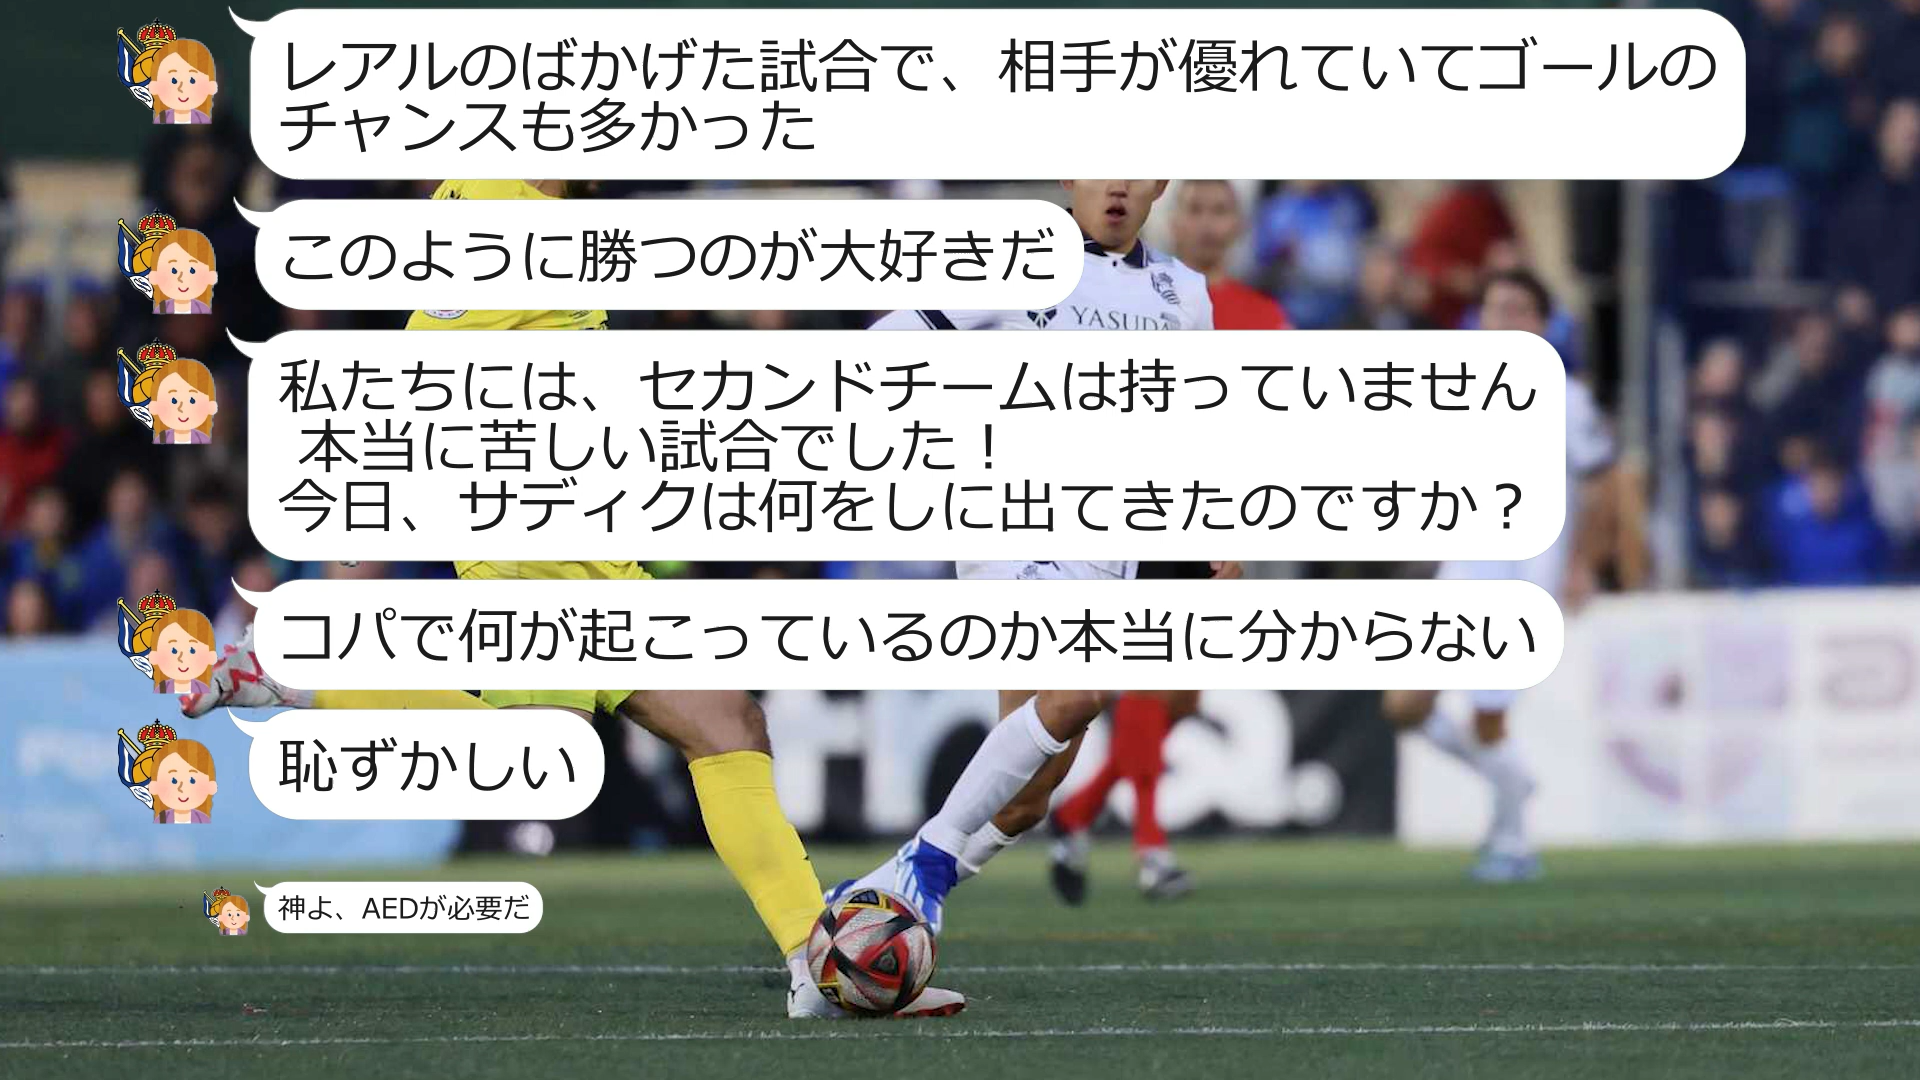 レアルのばかげた試合で、相手が優れていてゴールの
チャンスも多かった
このように勝つのが大好きだ
YASUDA
私たちには、セカンドチームは持っていません
本当に苦しい試合でした！
今日、サディクは何をしに出てきたのですか？
コパで何が起こっているのか本当に分からない
恥ずかしい
神よ、AEDが必要だ